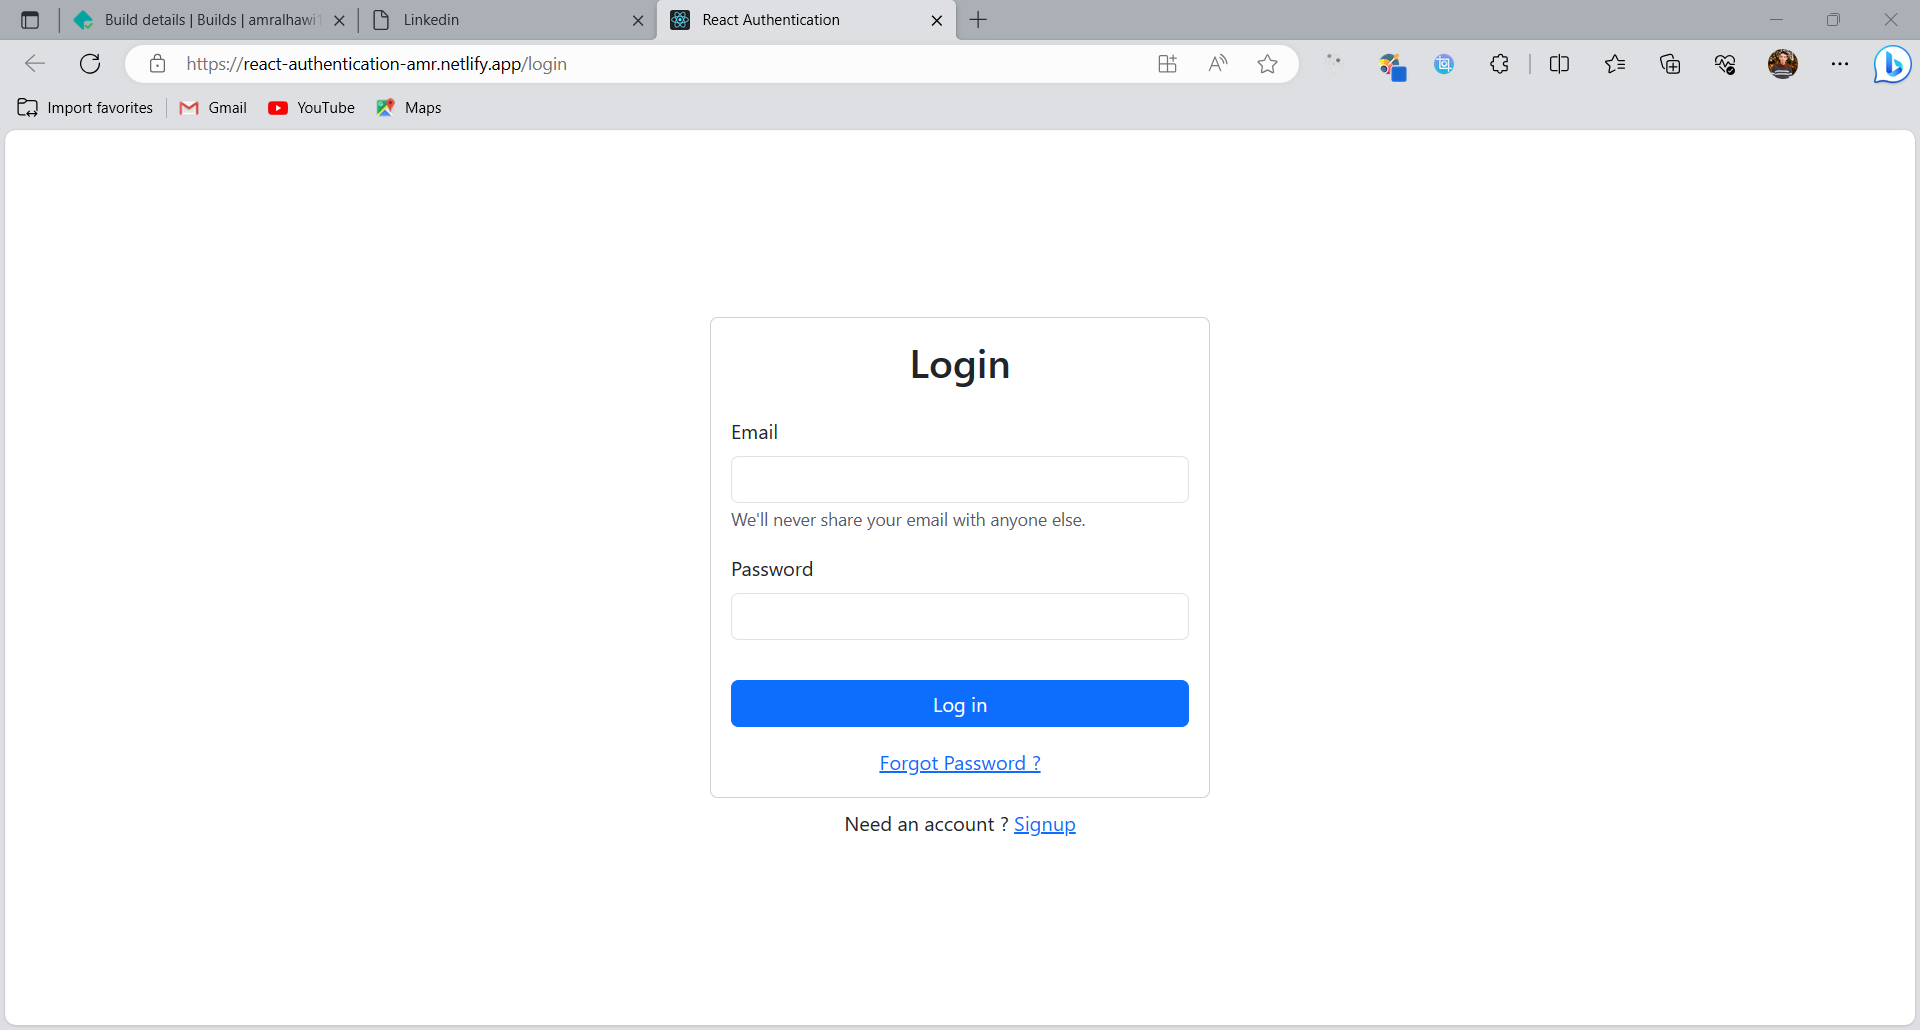 Build details | Builds | amralhawi
Linkedin
React Authentication
https://react-authentication-amr.netlify.app/login
Import favorites
Gmail
YouTube
Maps
Login
Email
We'll never share your email with anyone else.
Password
Log in
Forgot Password ?
Need an account ? Signup